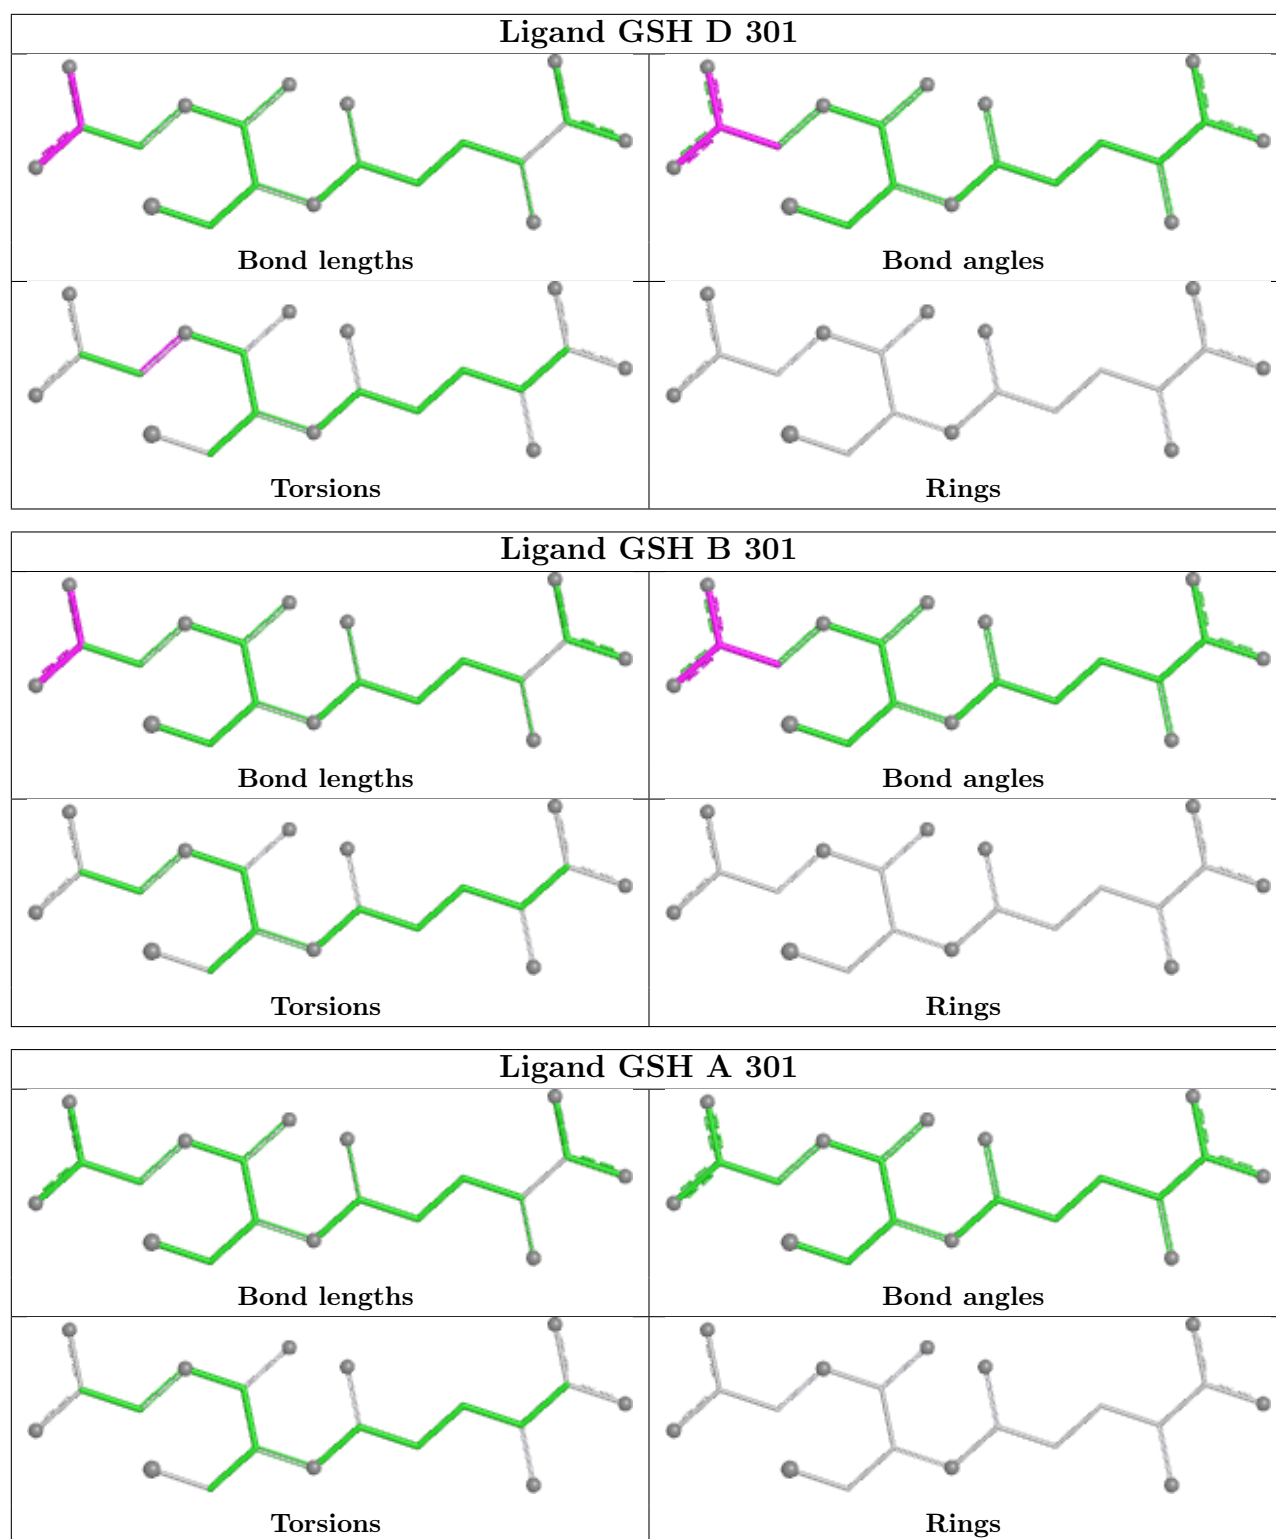 Ligand GSH D 301
Bond lengths
Bond angles
Torsions
Rings
Ligand GSH B 301
Bond lengths
Bond angles
Torsions
Rings
Ligand GSH A 301
Bond lengths
Bond angles
Torsions
Rings